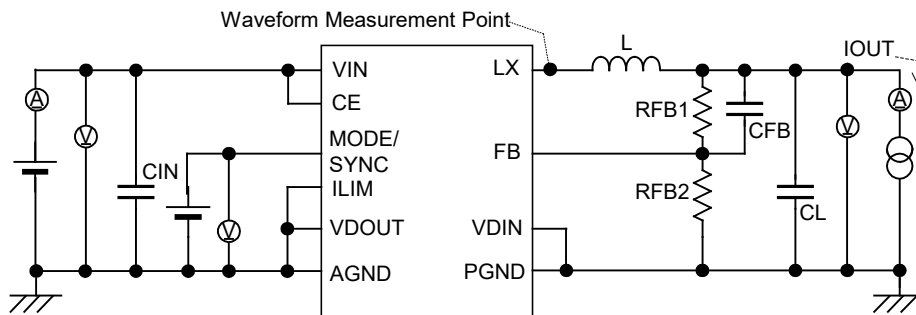 Waveform Measurement Point
L
IOUT
VIN
LX
A
A
CE
RFB1
V
CFB
V
MODE/
SYNC
CIN
FB
ILIM
RFB2
V
VDOUT
VDIN
CL
AGND
PGND